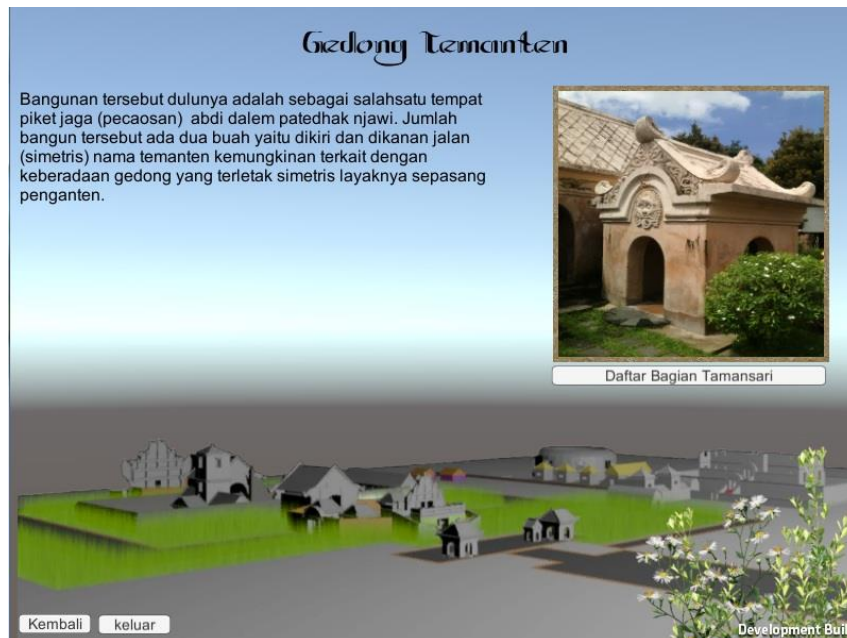 Gedong Temanten
Bangunan tersebut dulunya adalah sebagai salahsatu tempat
piket jaga (pecaosan) abdi dalem patedhak njawi. Jumlah
bangun tersebut ada dua buah yaitu dikiri dan dikanan jalan
(simetris) nama temanten kemungkinan terkait dengan
keberadaan gedong yang terletak simetris layaknya sepasang
penganten.
Daftar Bagian Tamansari
Kembali
keluar
Development Buil